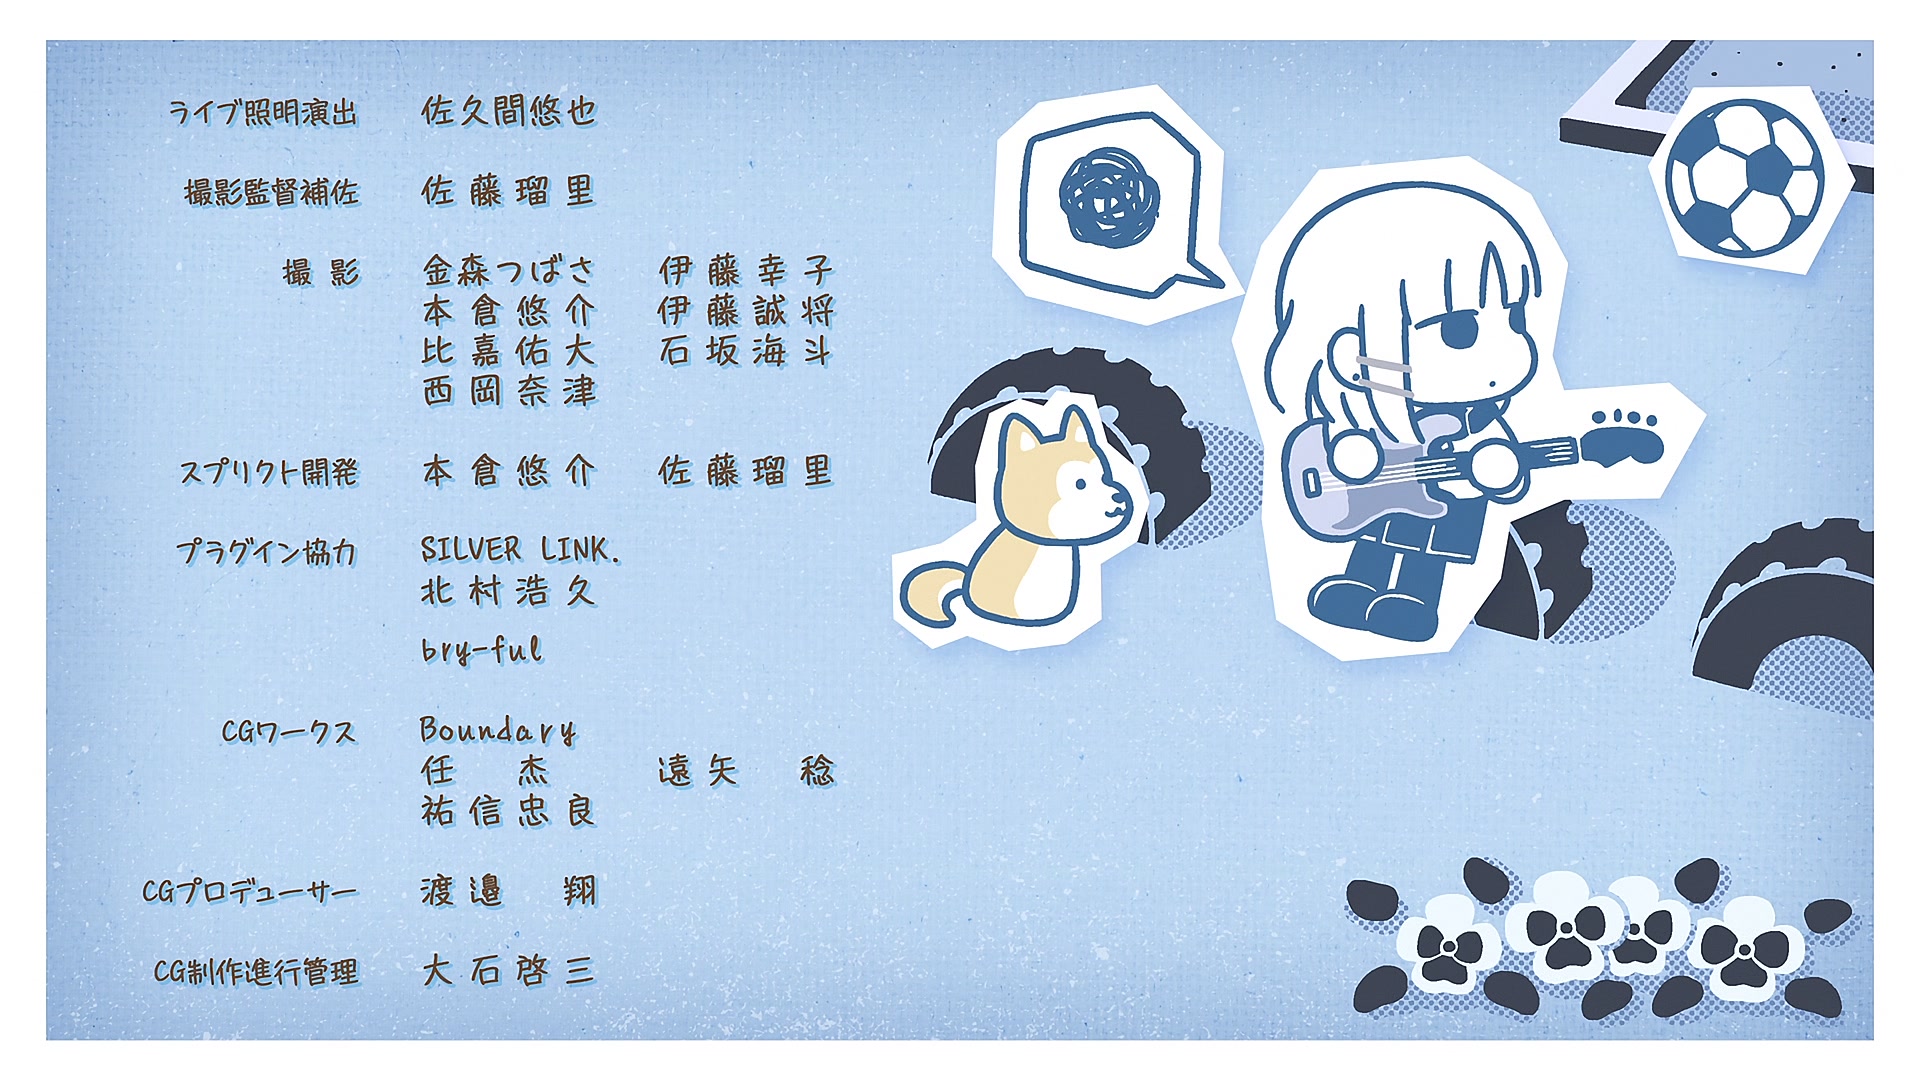 ライブ照明演出 佐久間悠也
撮影監督補佐 佐藤瑠里
撮影 金森つばさ 伊藤幸子
本倉悠介 伊藤誠将
比嘉佑大 石坂海斗
西岡奈津
スプリクト開発 本倉悠介 佐藤瑠里
プラグイン協力 SILVER LINK.
北村浩久
bry-ful
CGワークス Boundary
任杰 遠矢稔
祐信忠良
CGプロデューサー 渡邉翔
CG制作進行管理 大石啓三